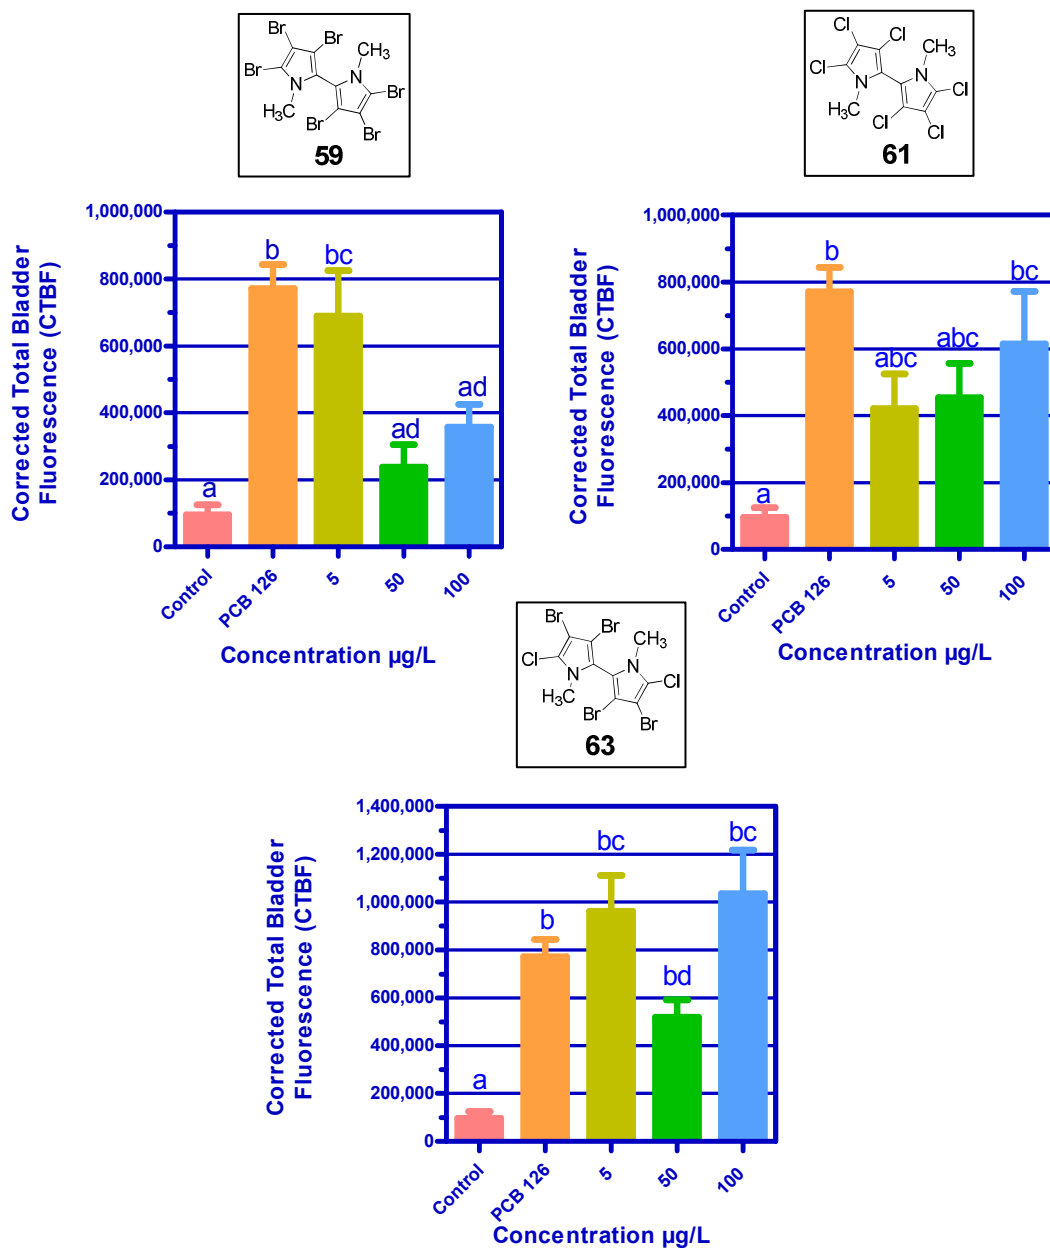 Br
Br
CH3
Br
N
N
H3C
Br
Br
Br
59
Cl
Cl
CH3
Cl
N
N
H3C
Cl
Cl
Cl
61
Corrected Total Bladder
Fluorescence (CTBF)
1,000,000
800,000
600,000
400,000
200,000
0
a
b
bc
ad
ad
Control
PCB 126
5
50
100
Concentration µg/L
Corrected Total Bladder
Fluorescence (CTBF)
1,000,000
800,000
600,000
400,000
200,000
0
a
b
abc
abc
bc
Control
PCB 126
5
50
100
Concentration µg/L
Br
Br
CH3
Cl
N
N
H3C
Cl
Br
Br
63
Corrected Total Bladder
Fluorescence (CTBF)
1,400,000
1,200,000
1,000,000
800,000
600,000
400,000
200,000
0
a
b
bc
bd
bc
Control
PCB 126
5
50
100
Concentration µg/L